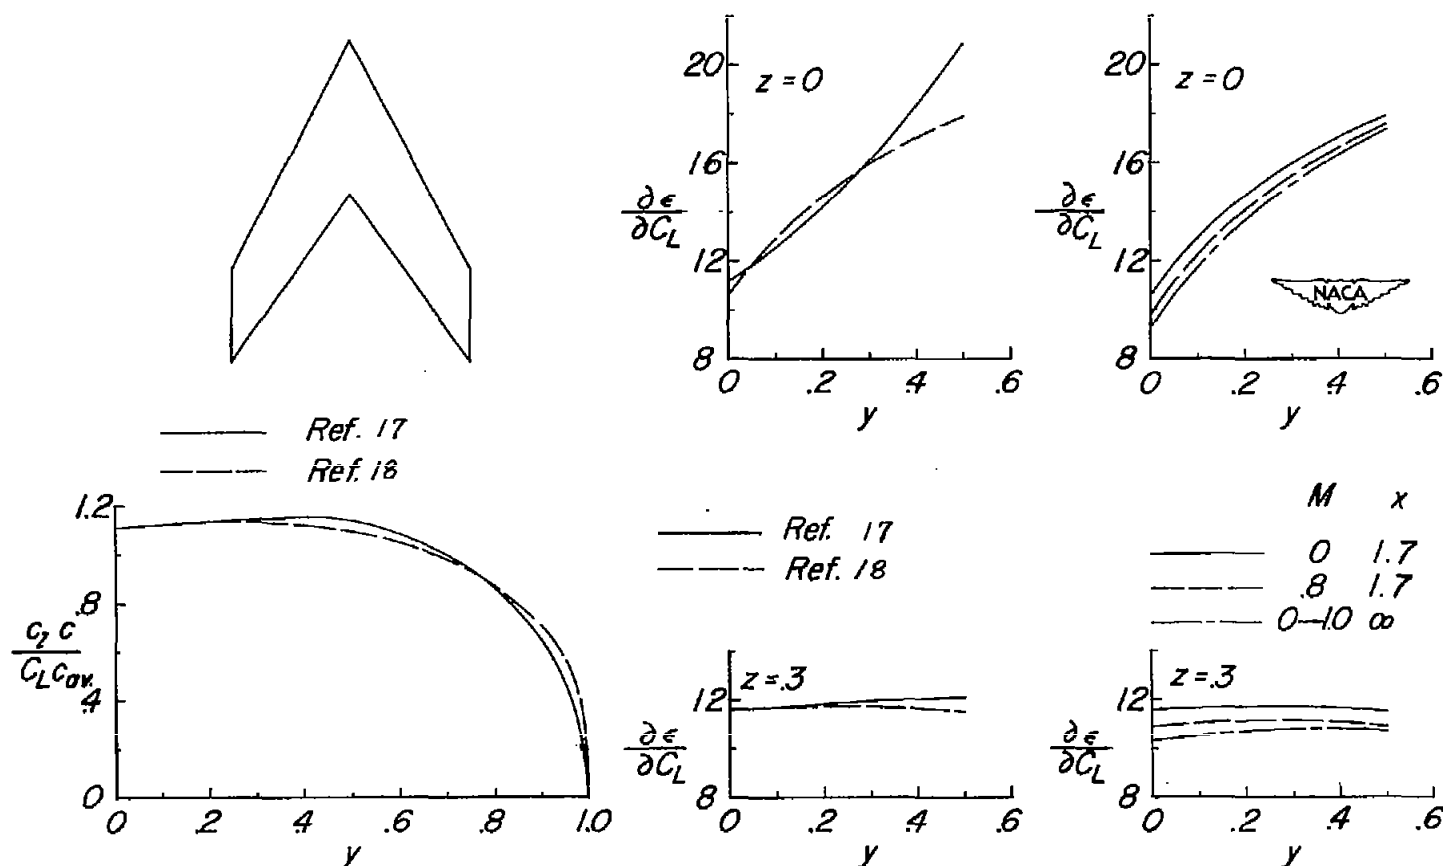 20
z = 0
16
∂ϵ
∂C_L
12
8
0 .2 .4 .6
y
20
z = 0
16
∂ϵ
∂C_L
12
NACA
8
0 .2 .4 .6
y
Ref. 17
Ref. 18
1.2
.8
c_l c
C_L c_av.
.4
0
0 .2 .4 .6 .8 1.0
y
Ref. 17
Ref. 18
12
z=.3
∂ϵ
∂C_L
8
0 .2 .4 .6
y
M x
0 1.7
.8 1.7
0–1.0 ∞
12
z=.3
∂ϵ
∂C_L
8
0 .2 .4 .6
y